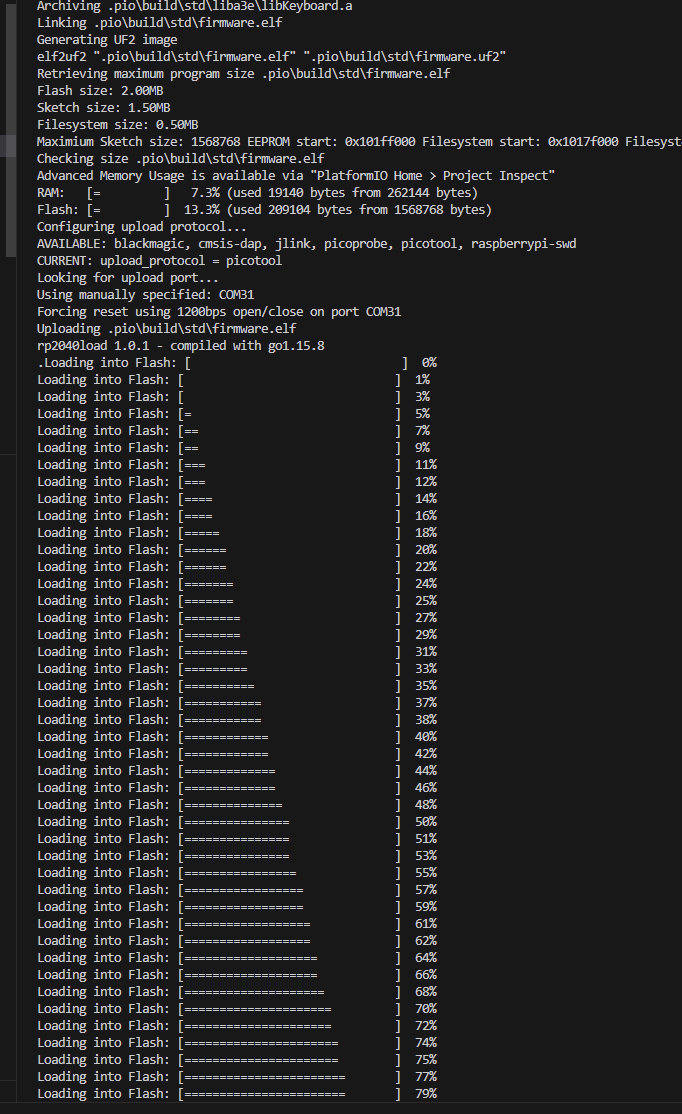 Archiving .pio\build\std\liba3e\libKeyboard.a
Linking .pio\build\std\firmware.elf
Generating UF2 image
elf2uf2 ".pio\build\std\firmware.elf" ".pio\build\std\firmware.uf2"
Retrieving maximum program size .pio\build\std\firmware.elf
Flash size: 2.00MB
Sketch size: 1.50MB
Filesystem size: 0.50MB
Maximium Sketch size: 1568768 EEPROM start: 0x101ff000 Filesystem start: 0x1017f000 Filesyst
Checking size .pio\build\std\firmware.elf
Advanced Memory Usage is available via "PlatformIO Home > Project Inspect"
RAM:   [=         ]   7.3% (used 19140 bytes from 262144 bytes)
Flash: [=         ]  13.3% (used 209104 bytes from 1568768 bytes)
Configuring upload protocol...
AVAILABLE: blackmagic, cmsis-dap, jlink, picoprobe, picotool, raspberrypi-swd
CURRENT: upload_protocol = picotool
Looking for upload port...
Using manually specified: COM31
Forcing reset using 1200bps open/close on port COM31
Uploading .pio\build\std\firmware.elf
rp2040load 1.0.1 - compiled with go1.15.8
.Loading into Flash: [                              ]  0%
Loading into Flash: [                              ]  1%
Loading into Flash: [                              ]  3%
Loading into Flash: [=                             ]  5%
Loading into Flash: [==                            ]  7%
Loading into Flash: [==                            ]  9%
Loading into Flash: [===                           ]  11%
Loading into Flash: [===                           ]  12%
Loading into Flash: [====                          ]  14%
Loading into Flash: [====                          ]  16%
Loading into Flash: [=====                         ]  18%
Loading into Flash: [======                        ]  20%
Loading into Flash: [======                        ]  22%
Loading into Flash: [=======                       ]  24%
Loading into Flash: [=======                       ]  25%
Loading into Flash: [========                      ]  27%
Loading into Flash: [========                      ]  29%
Loading into Flash: [=========                     ]  31%
Loading into Flash: [=========                     ]  33%
Loading into Flash: [==========                    ]  35%
Loading into Flash: [===========                   ]  37%
Loading into Flash: [===========                   ]  38%
Loading into Flash: [============                  ]  40%
Loading into Flash: [============                  ]  42%
Loading into Flash: [=============                 ]  44%
Loading into Flash: [=============                 ]  46%
Loading into Flash: [==============                ]  48%
Loading into Flash: [===============               ]  50%
Loading into Flash: [===============               ]  51%
Loading into Flash: [===============               ]  53%
Loading into Flash: [================              ]  55%
Loading into Flash: [=================             ]  57%
Loading into Flash: [=================             ]  59%
Loading into Flash: [==================            ]  61%
Loading into Flash: [==================            ]  62%
Loading into Flash: [===================           ]  64%
Loading into Flash: [===================           ]  66%
Loading into Flash: [====================          ]  68%
Loading into Flash: [=====================         ]  70%
Loading into Flash: [=====================         ]  72%
Loading into Flash: [======================        ]  74%
Loading into Flash: [======================        ]  75%
Loading into Flash: [=======================       ]  77%
Loading into Flash: [=======================       ]  79%